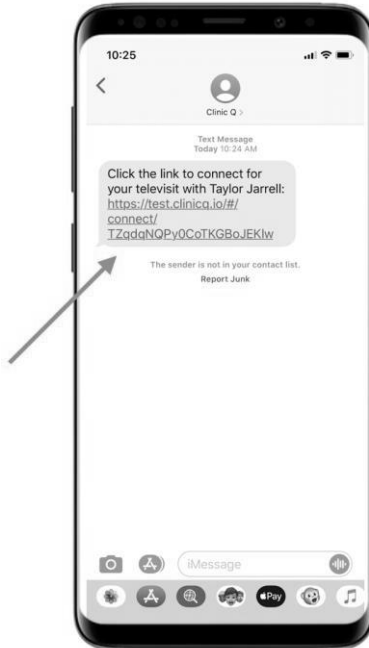 10:25
Clinic Q >
Text Message
Today 10:24 AM
Click the link to connect for
your televisit with Taylor Jarrell:
https://test.clinicq.io/#/
connect/
TZqdqNQPy0CoTKGBoJEKlw
The sender is not in your contact list.
Report Junk
iMessage
Pay